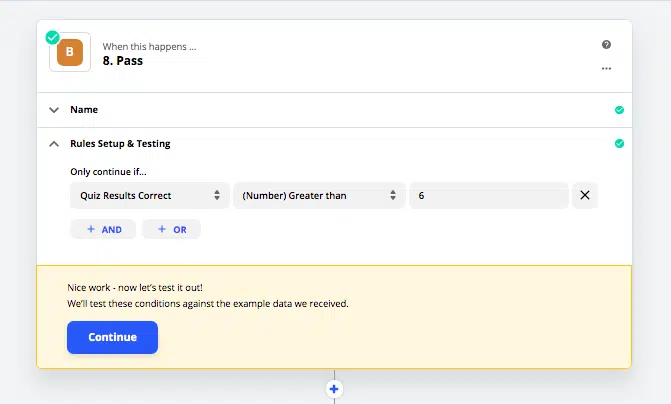 B
When this happens ...
8. Pass
Name
Rules Setup & Testing
Only continue if...
Quiz Results Correct (Number) Greater than 6
+ AND + OR
Nice work - now let's test it out!
We'll test these conditions against the example data we received.
Continue